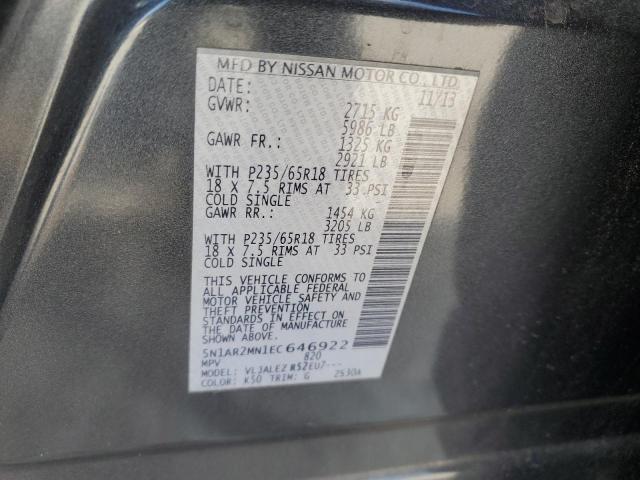 MFD BY NISSAN MOTOR CO., LTD.
DATE: 11/13
GVWR: 2715 KG
5986 LB
GAWR FR.: 1325 KG
2921 LB
WITH P235/65R18 TIRES
18 X 7.5 RIMS AT 33 PSI
COLD SINGLE
GAWR RR.: 1454 KG
3205 LB
WITH P235/65R18 TIRES
18 X 7.5 RIMS AT 33 PSI
COLD SINGLE
THIS VEHICLE CONFORMS TO
ALL APPLICABLE FEDERAL
MOTOR VEHICLE SAFETY AND
THEFT PREVENTION
STANDARDS IN EFFECT ON
THE DATE OF MANUFACTURE
SHOWN ABOVE.
5N1AR2MN1EC646922
MPV 820
MODEL: VLJALEZ R52EU7---
COLOR: K50 TRIM: G 2530A